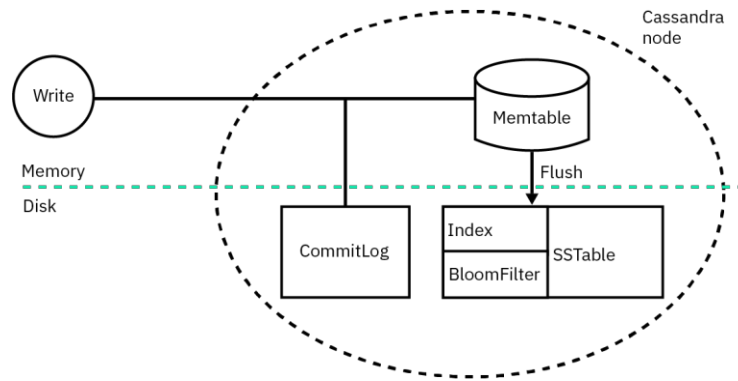 Cassandra
node
Write
Memtable
Memory
Flush
Disk
CommitLog
Index
SSTable
BloomFilter